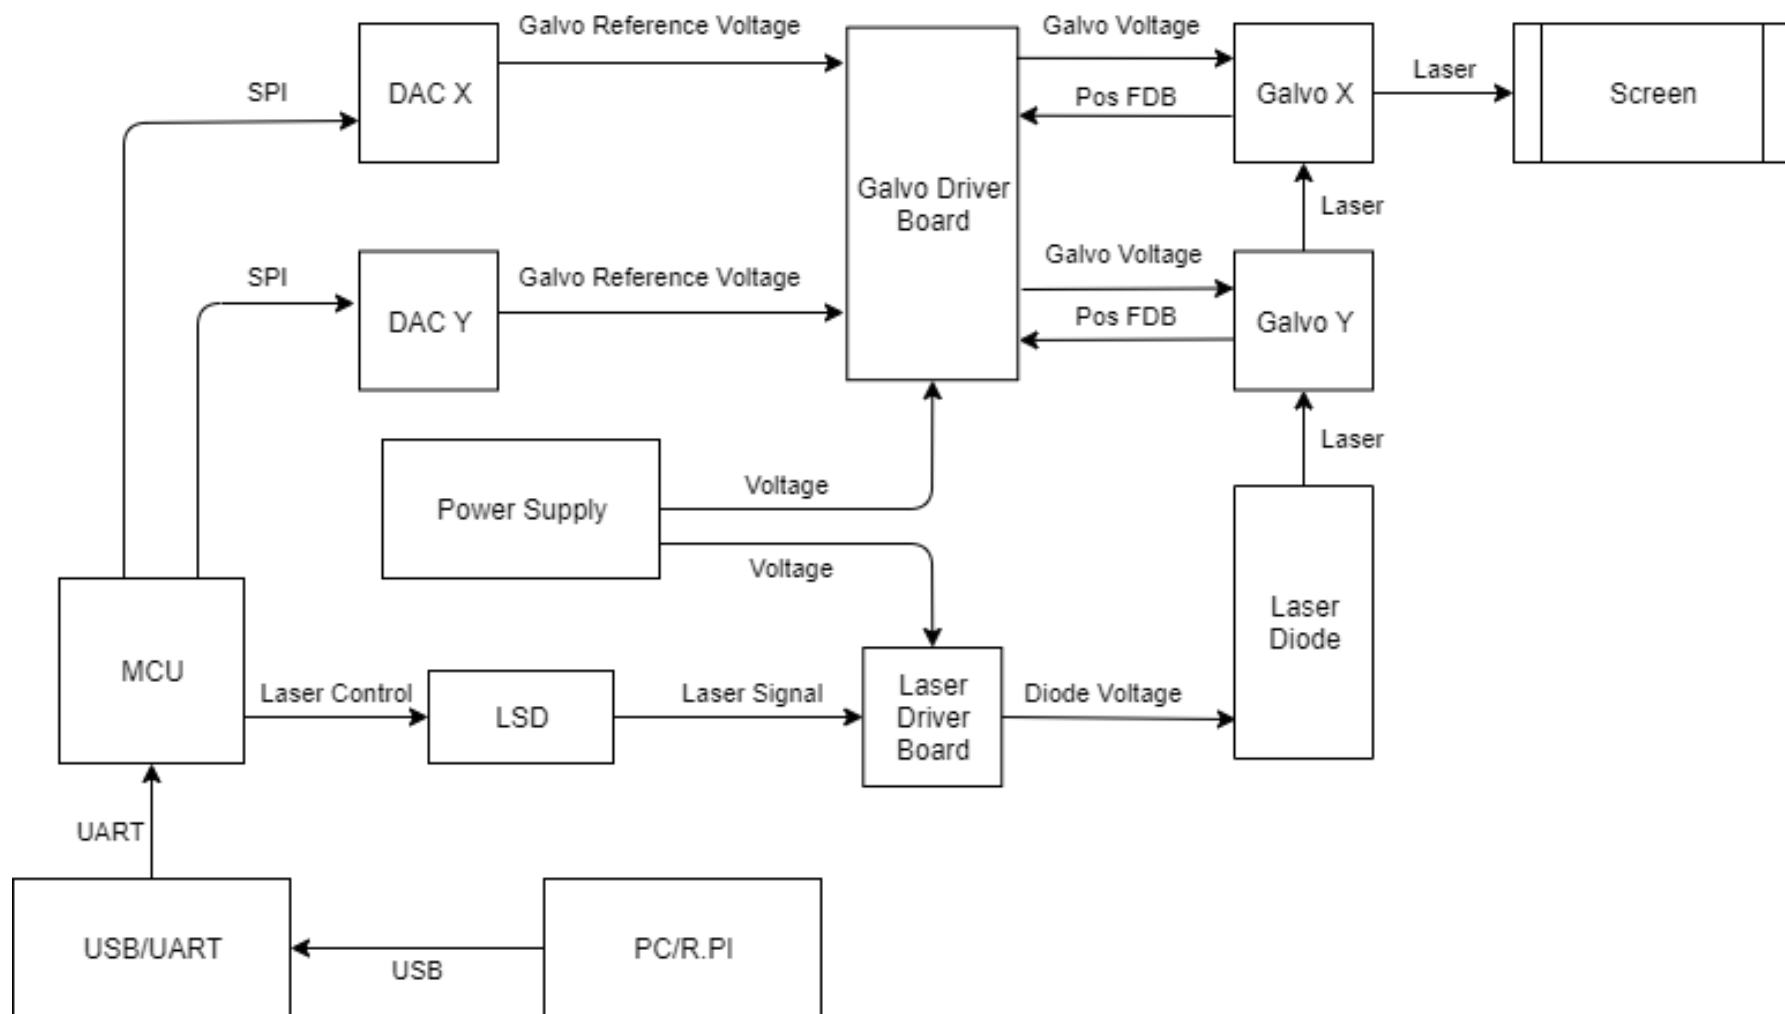 Galvo Reference Voltage
Galvo Voltage
SPI
DAC X
Pos FDB
Galvo X
Laser
Screen
Galvo Driver
Board
Laser
SPI
Galvo Reference Voltage
Galvo Voltage
DAC Y
Pos FDB
Galvo Y
Laser
Power Supply
Voltage
Voltage
Laser
Diode
MCU
Laser Control
LSD
Laser Signal
Laser
Driver
Board
Diode Voltage
UART
USB/UART
USB
PC/R.PI